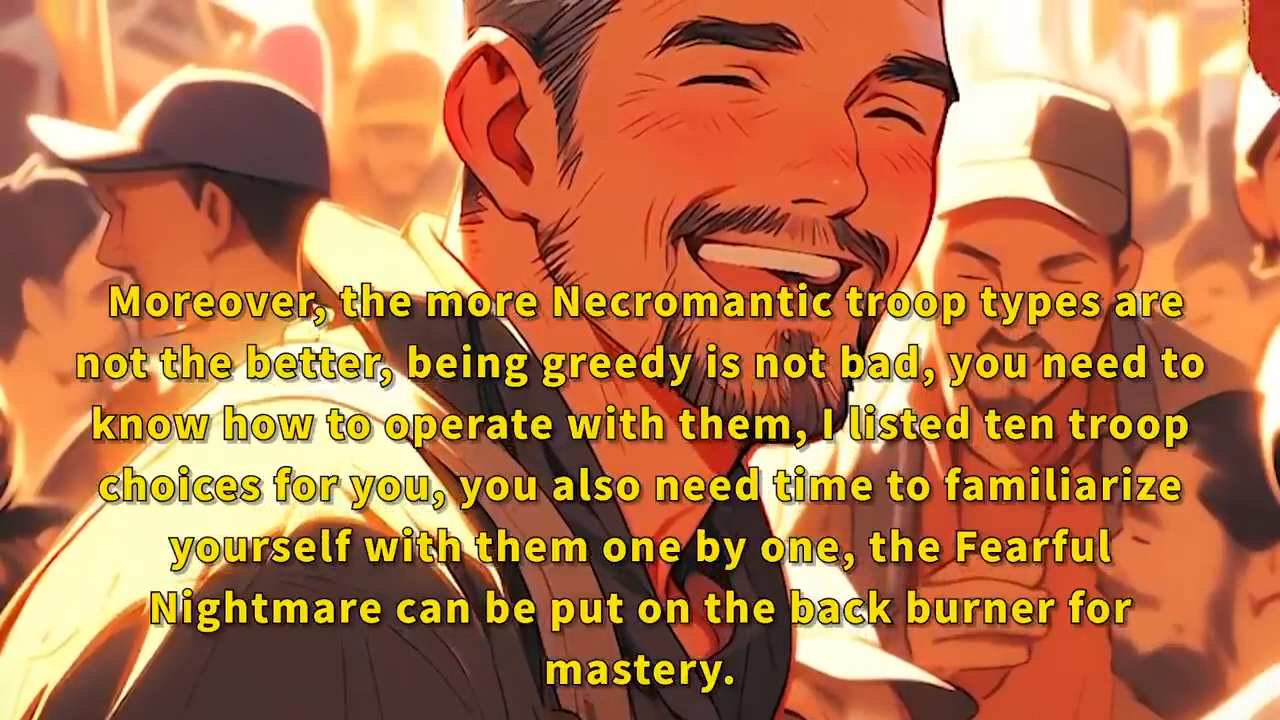 Moreover, the more Necromantic troop types are
not the better, being greedy is not bad, you need to
know how to operate with them, I listed ten troop
choices for you, you also need time to familiarize
yourself with them one by one, the Fearful
Nightmare can be put on the back burner for
mastery.